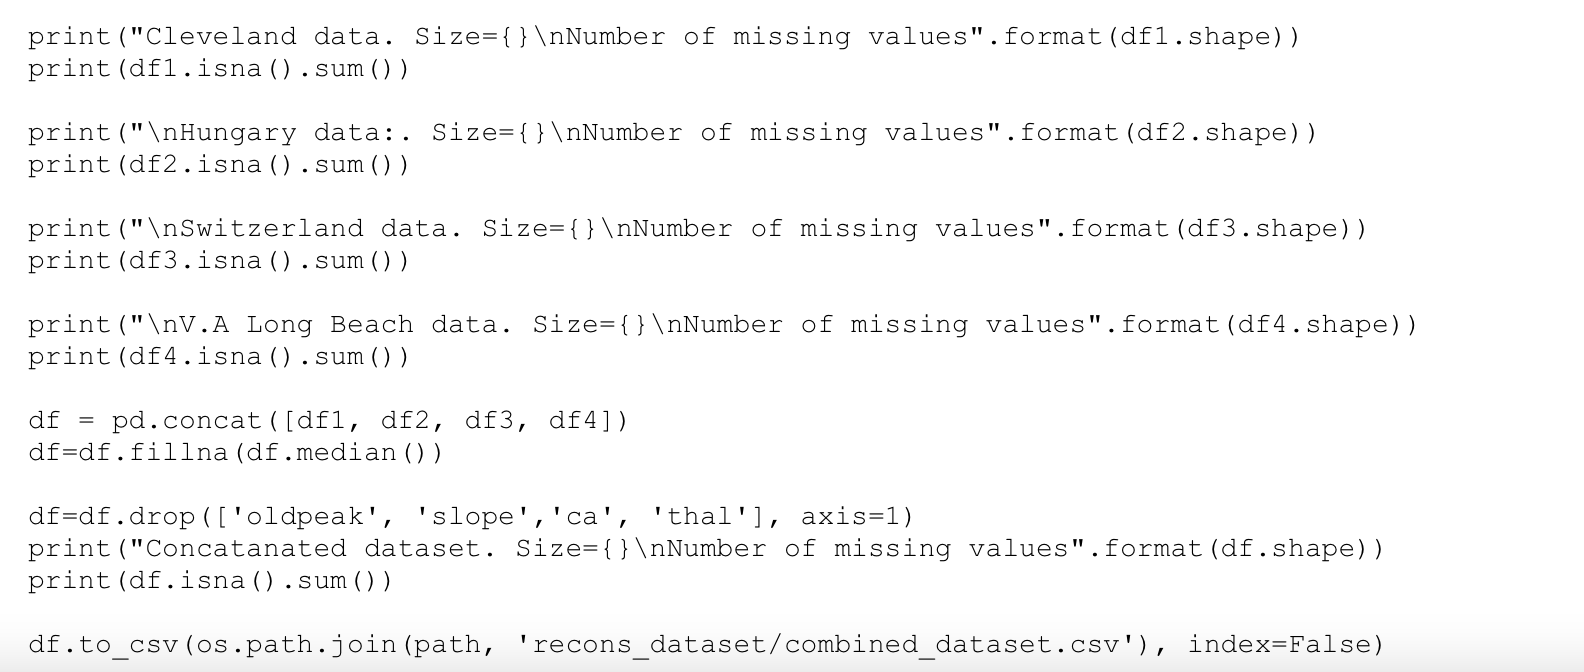 print("Cleveland data. Size={}\nNumber of missing values".format(df1.shape))
print(df1.isna().sum())
print("\nHungary data:. Size={}\nNumber of missing values".format(df2.shape))
print(df2.isna().sum())
print("\nSwitzerland data. Size={}\nNumber of missing values".format(df3.shape))
print(df3.isna().sum())
print("\nV.A Long Beach data. Size={}\nNumber of missing values".format(df4.shape))
print(df4.isna().sum())
df = pd.concat([df1, df2, df3, df4])
df=df.fillna(df.median())
df=df.drop(['oldpeak', 'slope','ca', 'thal'], axis=1)
print("Concatanated dataset. Size={}\nNumber of missing values".format(df.shape))
print(df.isna().sum())
df.to_csv(os.path.join(path, 'recons_dataset/combined_dataset.csv'), index=False)